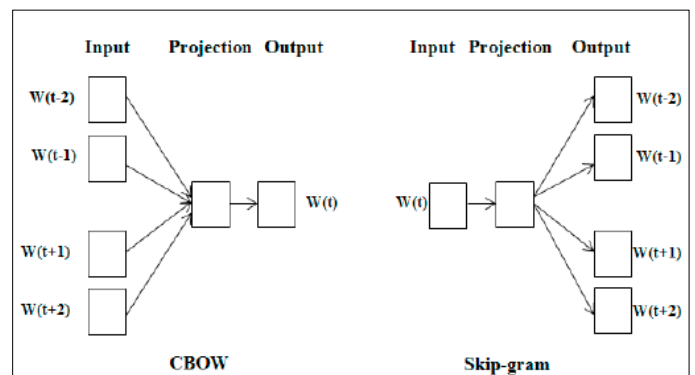 Input Projection Output
W(t-2)
W(t-1)
W(t)
W(t+1)
W(t+2)
CBOW
Input Projection Output
W(t-2)
W(t-1)
W(t)
W(t+1)
W(t+2)
Skip-gram